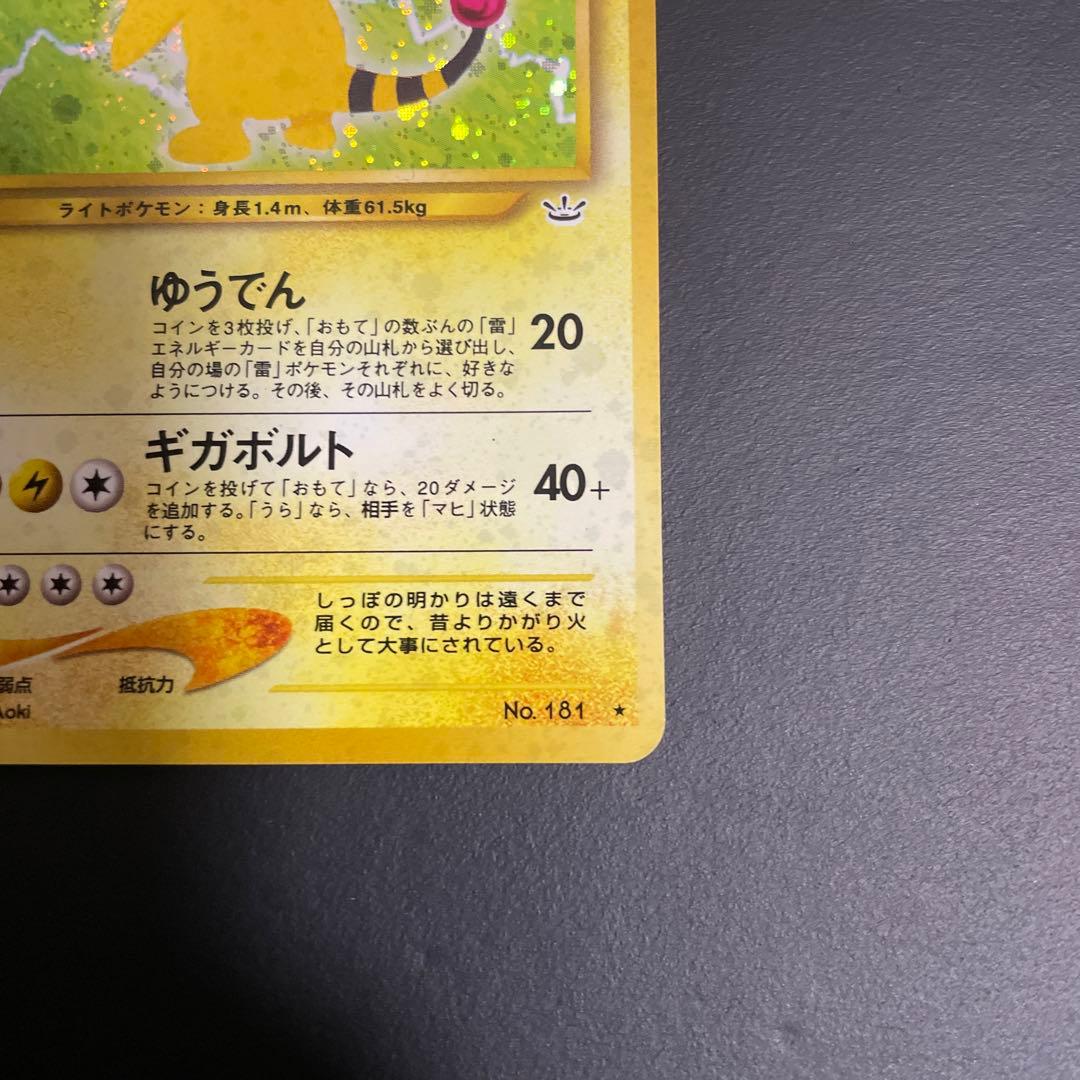 ライトポケモン：身長1.4m、体重61.5kg
ゆうでん
コインを3枚投げ、「おもて」の数ぶんの「雷」
エネルギーカードを自分の山札から選び出し、
自分の場の「雷」ポケモンそれぞれに、好きな
ようにつける。その後、その山札をよく切る。
20
ギガボルト
コインを投げて「おもて」なら、20ダメージ
を追加する。「うら」なら、相手を「マヒ」状態
にする。
40+
しっぽの明かりは遠くまで
届くので、昔よりかがり火
として大事にされている。
弱点
抵抗力
Aoki
No. 181 ★